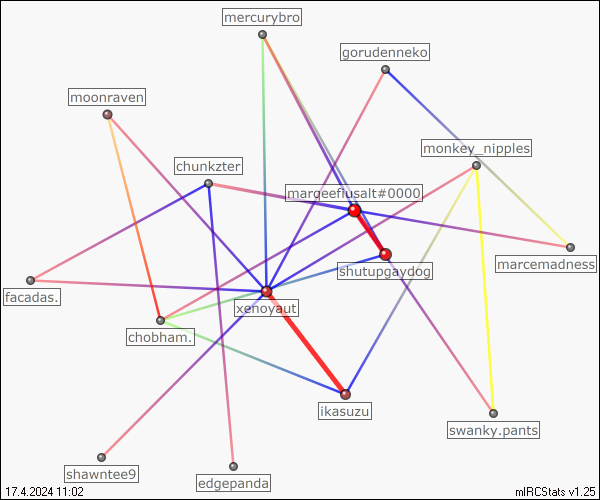 mercurybro
gorudenneko
moonraven
monkey_nipples
chunkzter
margeefiusalt#0000
marcemadness
shutupgaydog
facadas.
xenoyaut
chobham.
ikasuzu
swanky.pants
shawntee9
edgepanda
17.4.2024 11:02
mIRCStats v1.25